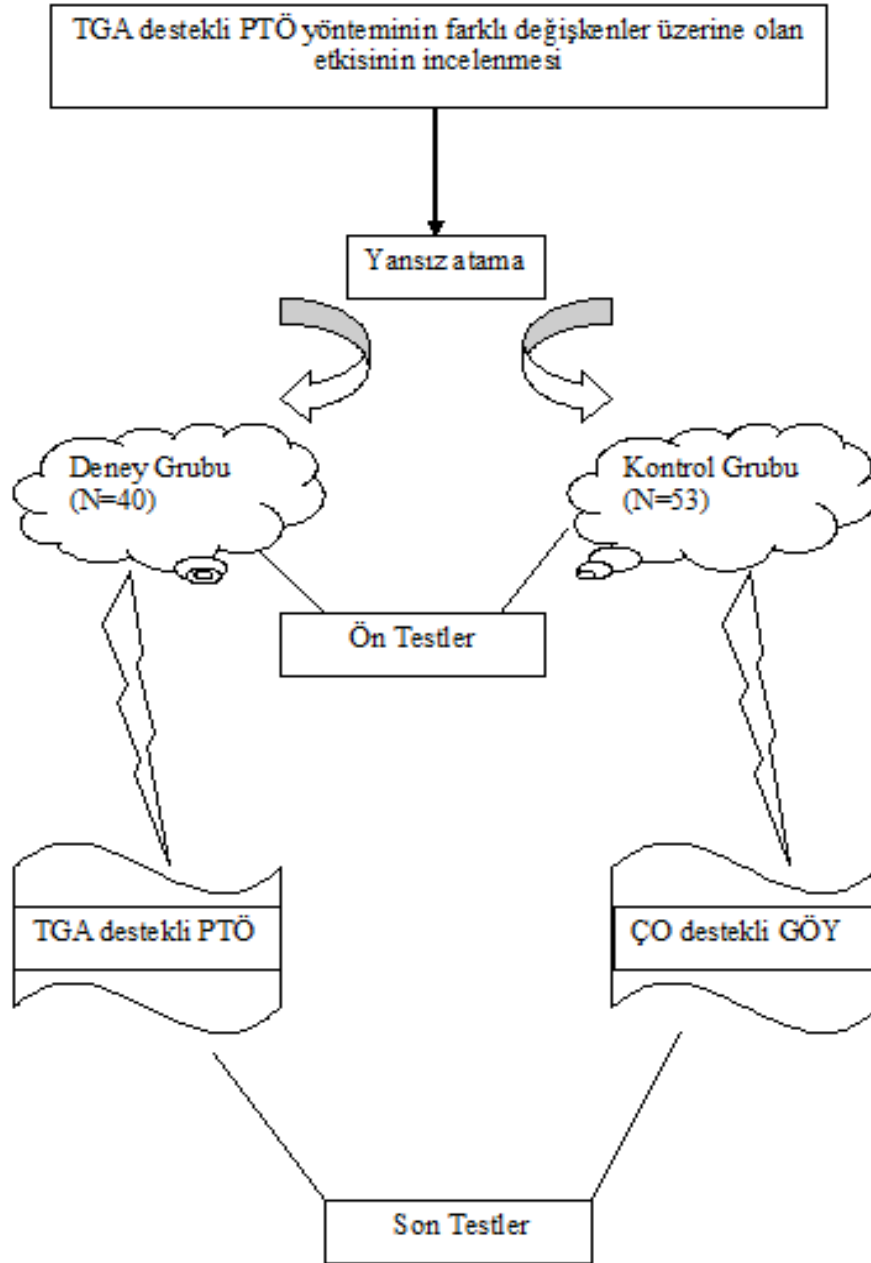 TGA destekli PTÖ yönteminin farklı değişkenler üzerine olan
etkisinin incelenmesi
Yansız atama
Deney Grubu
(N=40)
Kontrol Grubu
(N=53)
Ön Testler
TGA destekli PTÖ
ÇO destekli GÖY
Son Testler